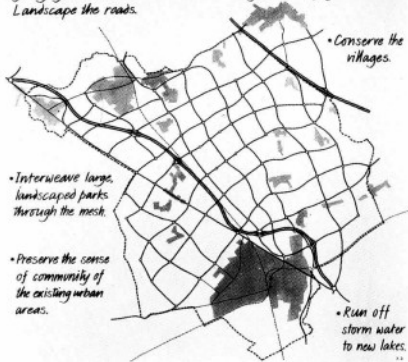 Landscape the roads.
• Conserve the
villages.
• Interweave large,
landscaped parks
through the mesh.
• Preserve the sense
of community of
the existing urban
areas.
• Run off
storm water
to new lakes.